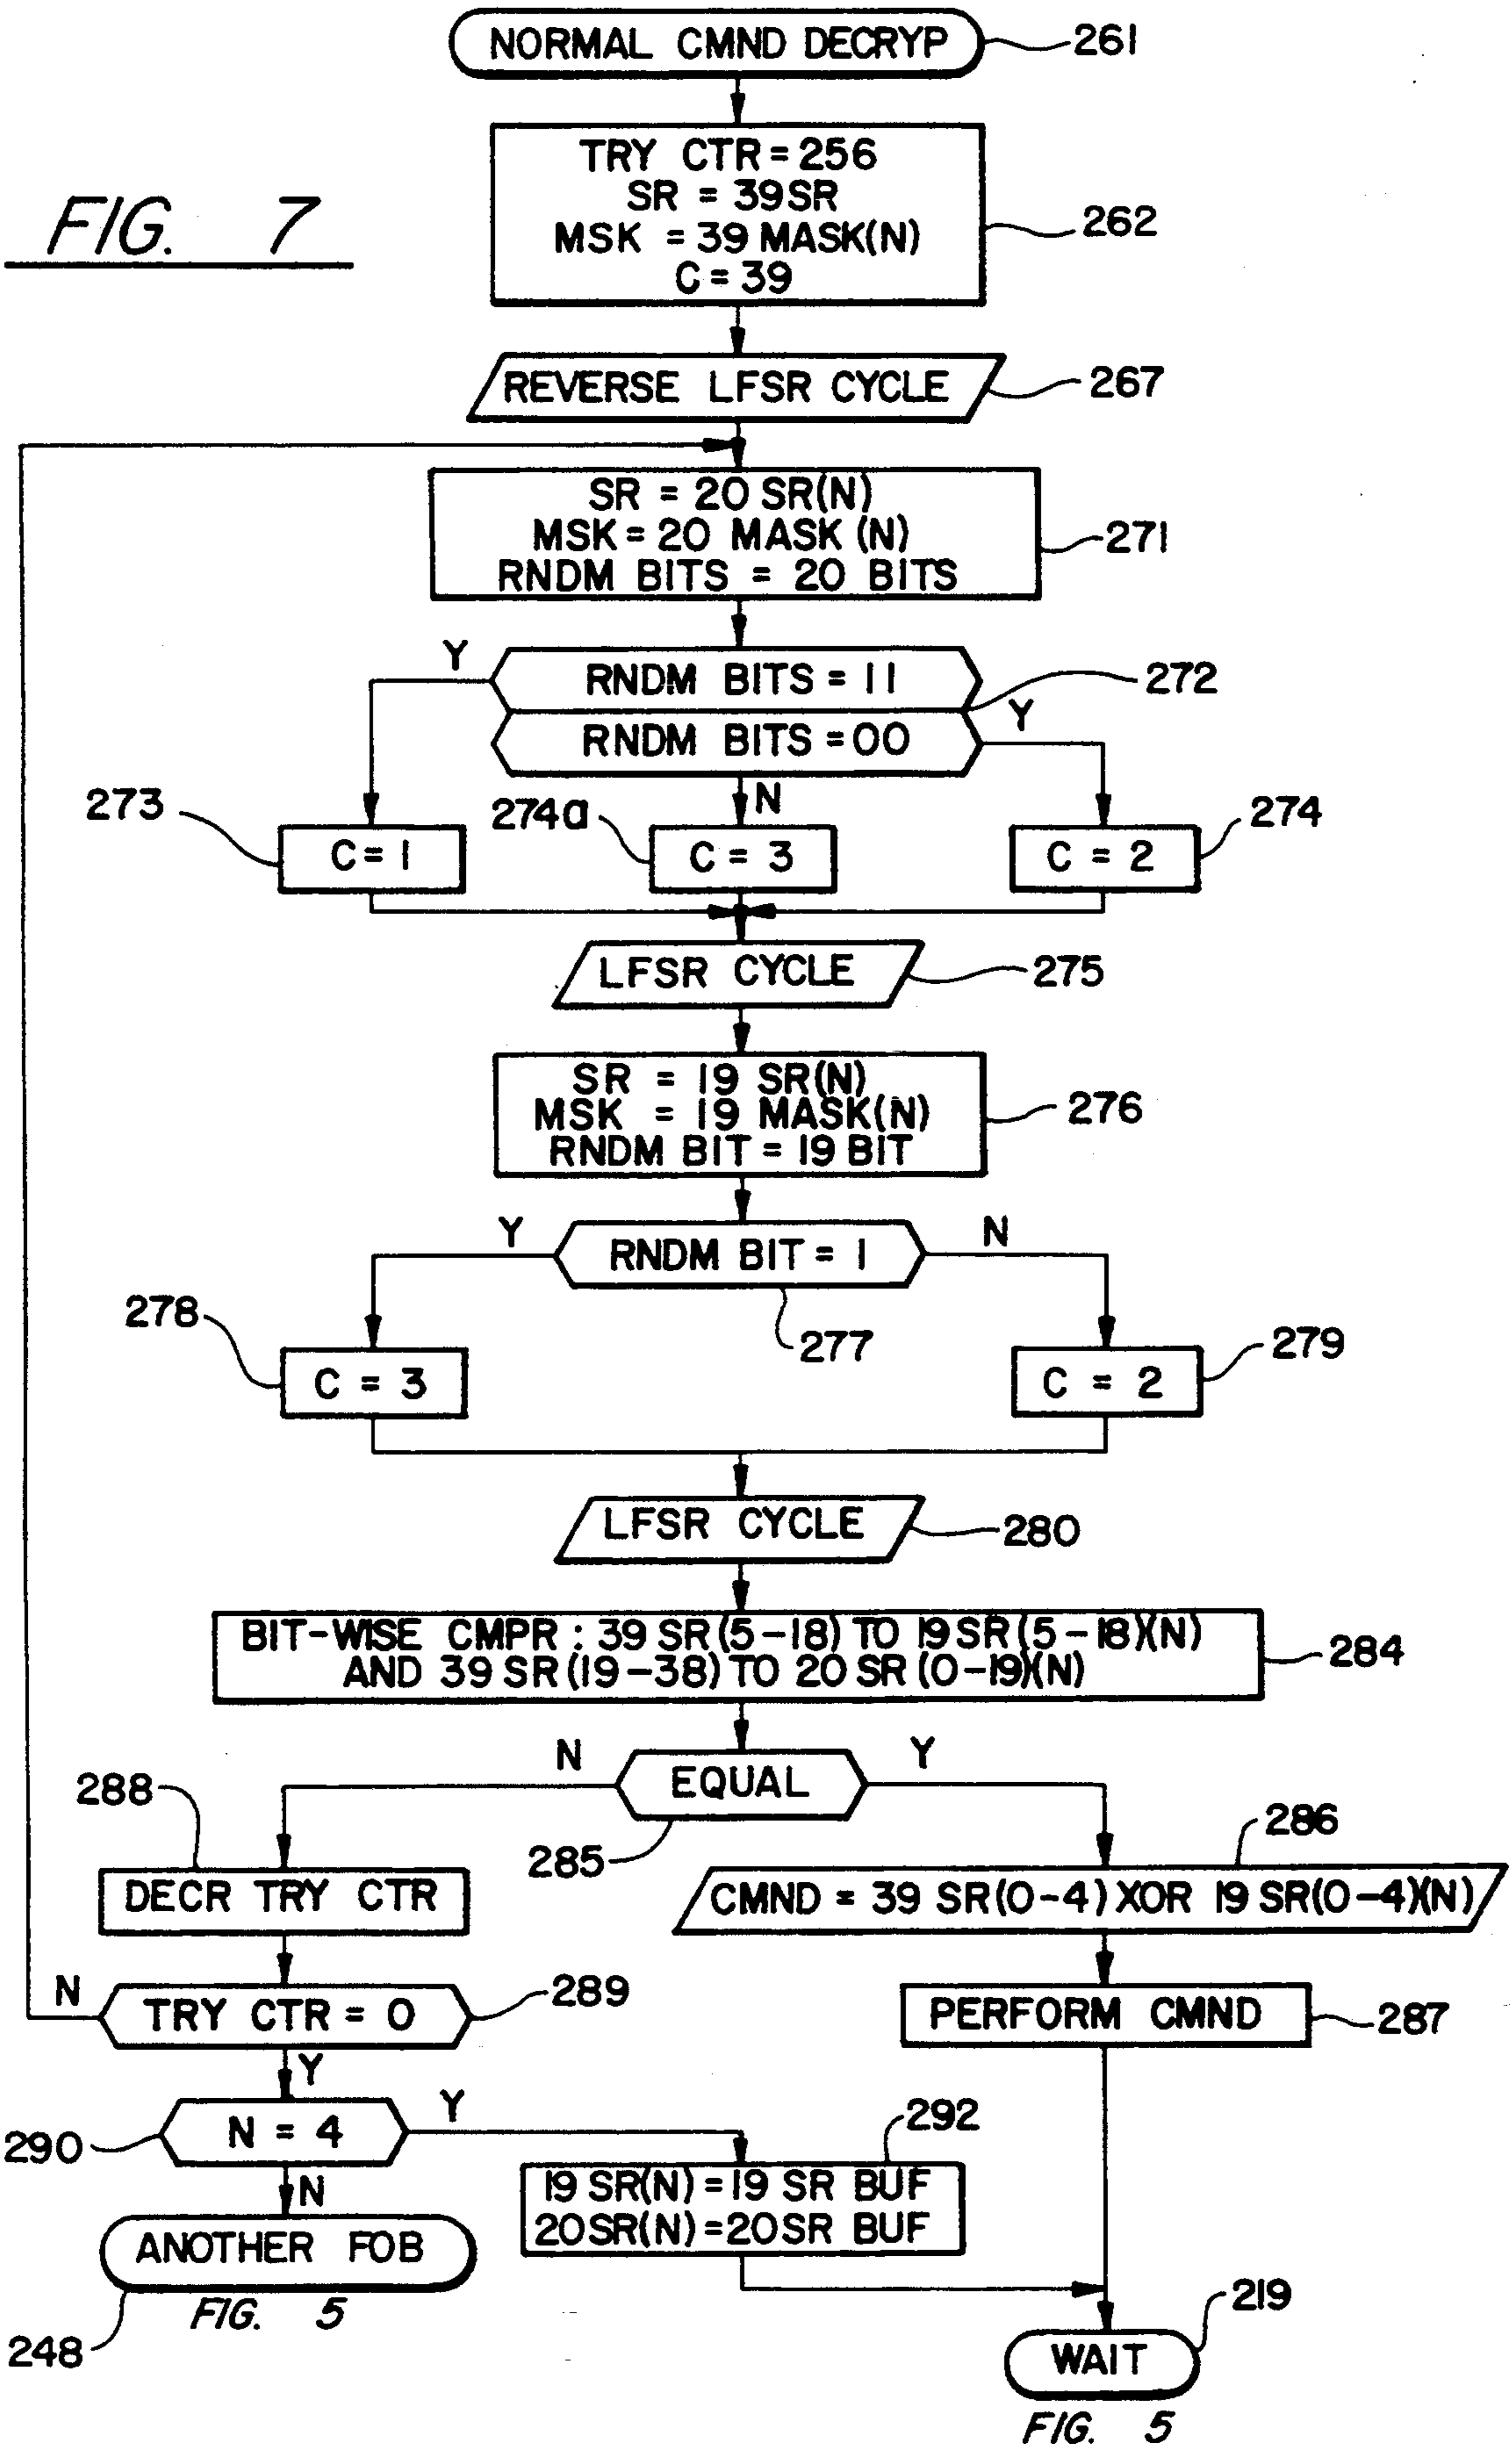 NORMAL CMND DECRYP
261
TRY CTR = 256
SR = 39SR
MSK = 39 MASK(N)
C = 39
262
FIG. 7
REVERSE LFSR CYCLE
267
SR = 20 SR(N)
MSK = 20 MASK (N)
RNDM BITS = 20 BITS
271
Y
RNDM BITS = 11
272
RNDM BITS = 00
Y
N
273
C = 1
274a
C = 3
C = 2
274
LFSR CYCLE
275
SR = 19 SR(N)
MSK = 19 MASK(N)
RNDM BIT = 19 BIT
276
Y
RNDM BIT = 1
N
277
278
C = 3
C = 2
279
LFSR CYCLE
280
BIT-WISE CMPR : 39 SR(5-18) TO 19 SR(5-18)(N)
AND 39 SR(19-38) TO 20 SR(0-19)(N)
284
N
EQUAL
Y
285
288
DECR TRY CTR
286
CMND = 39 SR(0-4) XOR 19 SR(0-4)(N)
N
TRY CTR = 0
289
Y
PERFORM CMND
287
290
N = 4
Y
N
292
19 SR(N) = 19 SR BUF
20SR(N) = 20SR BUF
ANOTHER FOB
248
FIG. 5
219
WAIT
FIG. 5